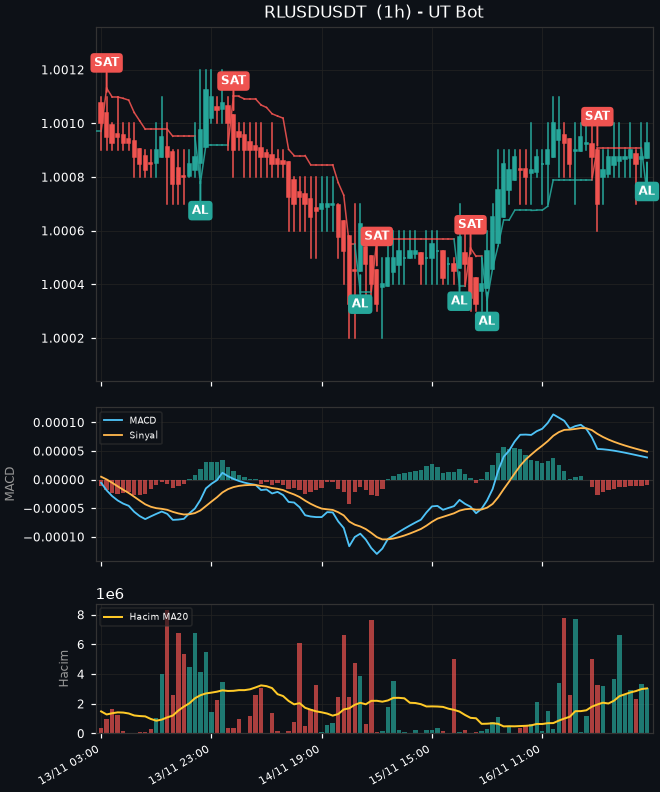 RLUSDUSDT (1h) - UT Bot
1.0012
1.0010
1.0008
1.0006
1.0004
1.0002
SAT
SAT
AL
SAT
AL
SAT
AL
AL
SAT
AL
MACD
0.00010
0.00005
0.00000
−0.00005
−0.00010
MACD
Sinyal
1e6
Hacim
8
6
4
2
0
Hacim MA20
13/11 03:00
13/11 23:00
14/11 19:00
15/11 15:00
16/11 11:00